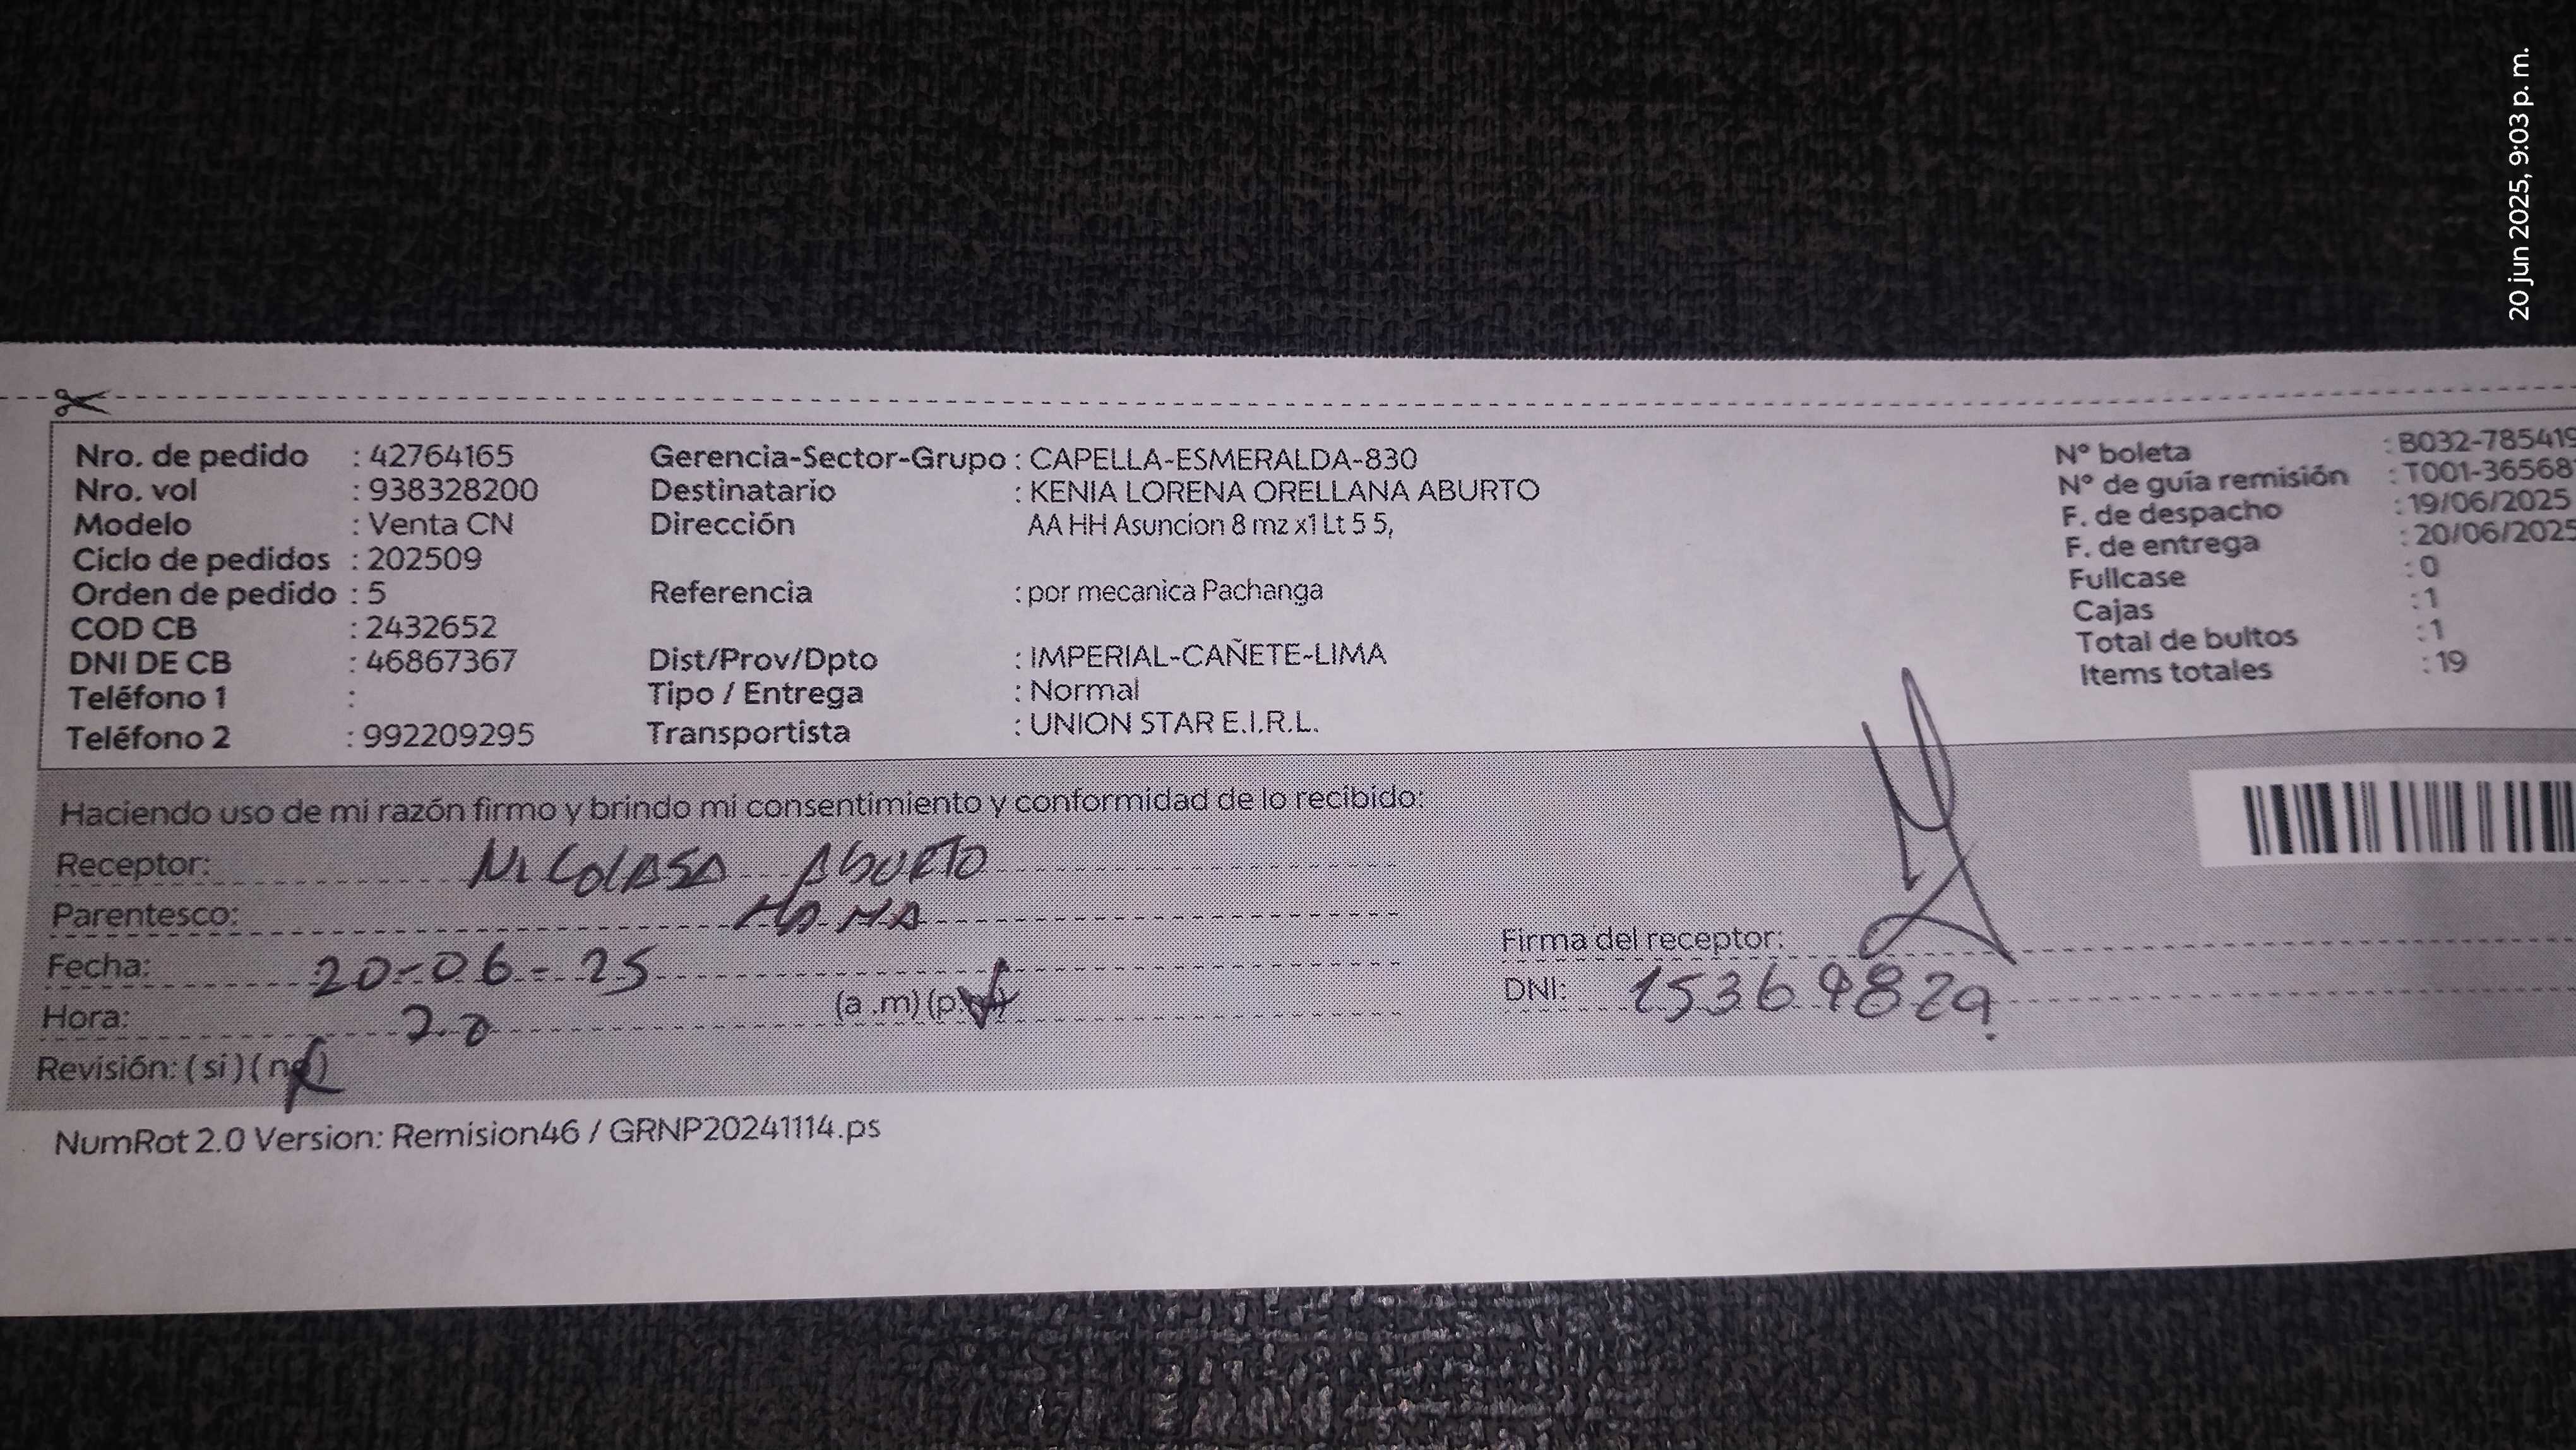 20 jun 2025, 9:03 p. m.
Nro. de pedido : 42764165
Nro. vol : 938328200
Modelo : Venta CN
Ciclo de pedidos : 202509
Orden de pedido : 5
COD CB : 2432652
DNI DE CB : 46867367
Teléfono 1 :
Teléfono 2 : 992209295
Gerencia-Sector-Grupo : CAPELLA-ESMERALDA-830
Destinatario : KENIA LORENA ORELLANA ABURTO
Dirección AA HH Asuncion 8 mz x1 Lt 5 5,
Referencia : por mecanica Pachanga
Dist/Prov/Dpto : IMPERIAL-CAÑETE-LIMA
Tipo / Entrega : Normal
Transportista : UNION STAR E.I.R.L.
N° boleta : B032-785419
N° de guía remisión : T001-36568
F. de despacho : 19/06/2025
F. de entrega : 20/06/2025
Fullcase : 0
Cajas : 1
Total de bultos : 1
Items totales : 19
Haciendo uso de mi razón firmo y brindo mi consentimiento y conformidad de lo recibido:
Receptor: NICOLASA ABURTO
Parentesco: MAMA
Fecha: 20-06-25
Hora: (a .m) (p.m)
Revisión: (si) (no)
Firma del receptor:
DNI:
NumRot 2.0 Version: Remision46 / GRNP20241114.ps